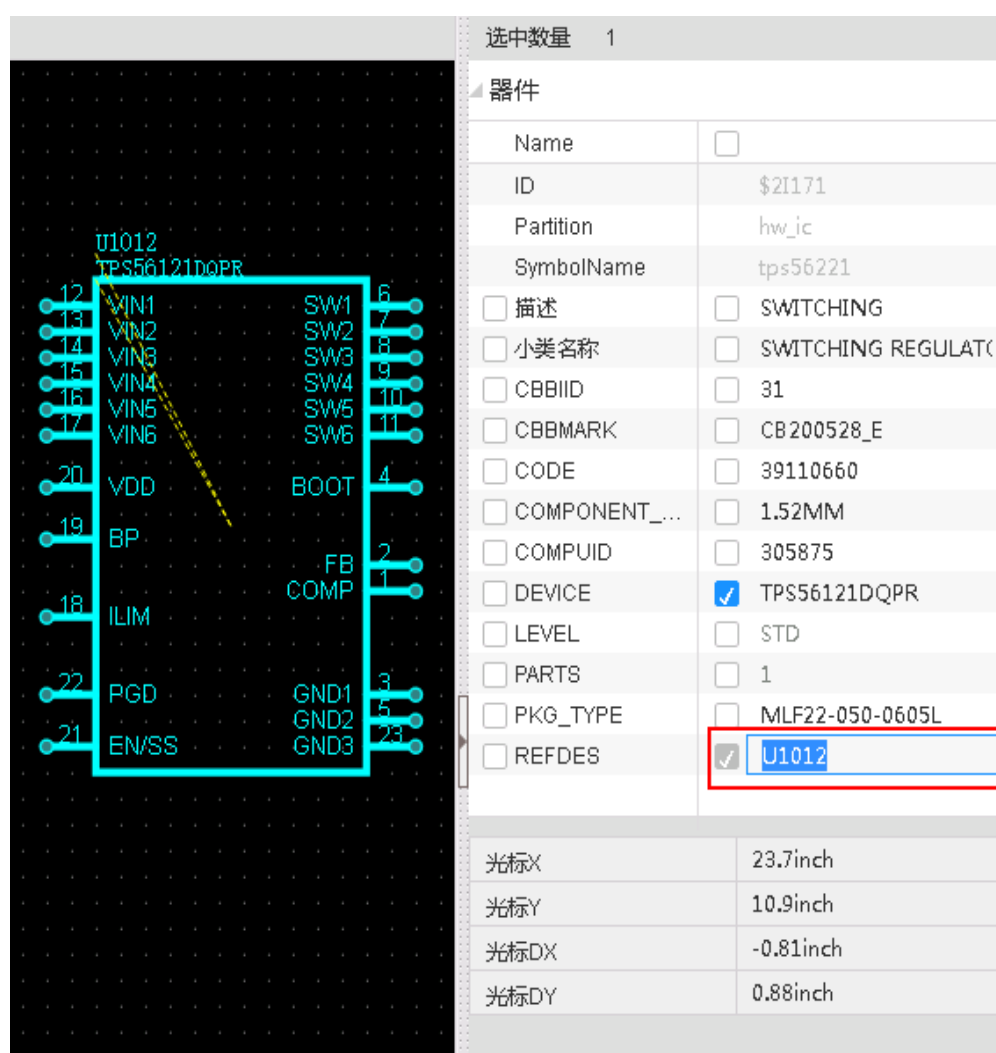 选中数量 1
器件
Name
ID $2I171
Partition hw_ic
SymbolName tps56221
描述 SWITCHING
小类名称 SWITCHING REGULAT
CBBIID 31
CBBMARK CB200528_E
CODE 39110660
COMPONENT_... 1.52MM
COMPUID 305875
DEVICE TPS56121DQPR
LEVEL STD
PARTS 1
PKG_TYPE MLF22-050-0605L
REFDES U1012
光标X 23.7inch
光标Y 10.9inch
光标DX -0.81inch
光标DY 0.88inch
U1012
TPS56121DQPR
12 VIN1 SW1 6
13 VIN2 SW2 7
14 VIN3 SW3 8
15 VIN4 SW4 9
16 VIN5 SW5 10
17 VIN6 SW6 11
20 VDD BOOT 4
19 BP
FB 2
COMP 1
18 ILIM
22 PGD GND1 3
GND2 5
21 EN/SS GND3 23